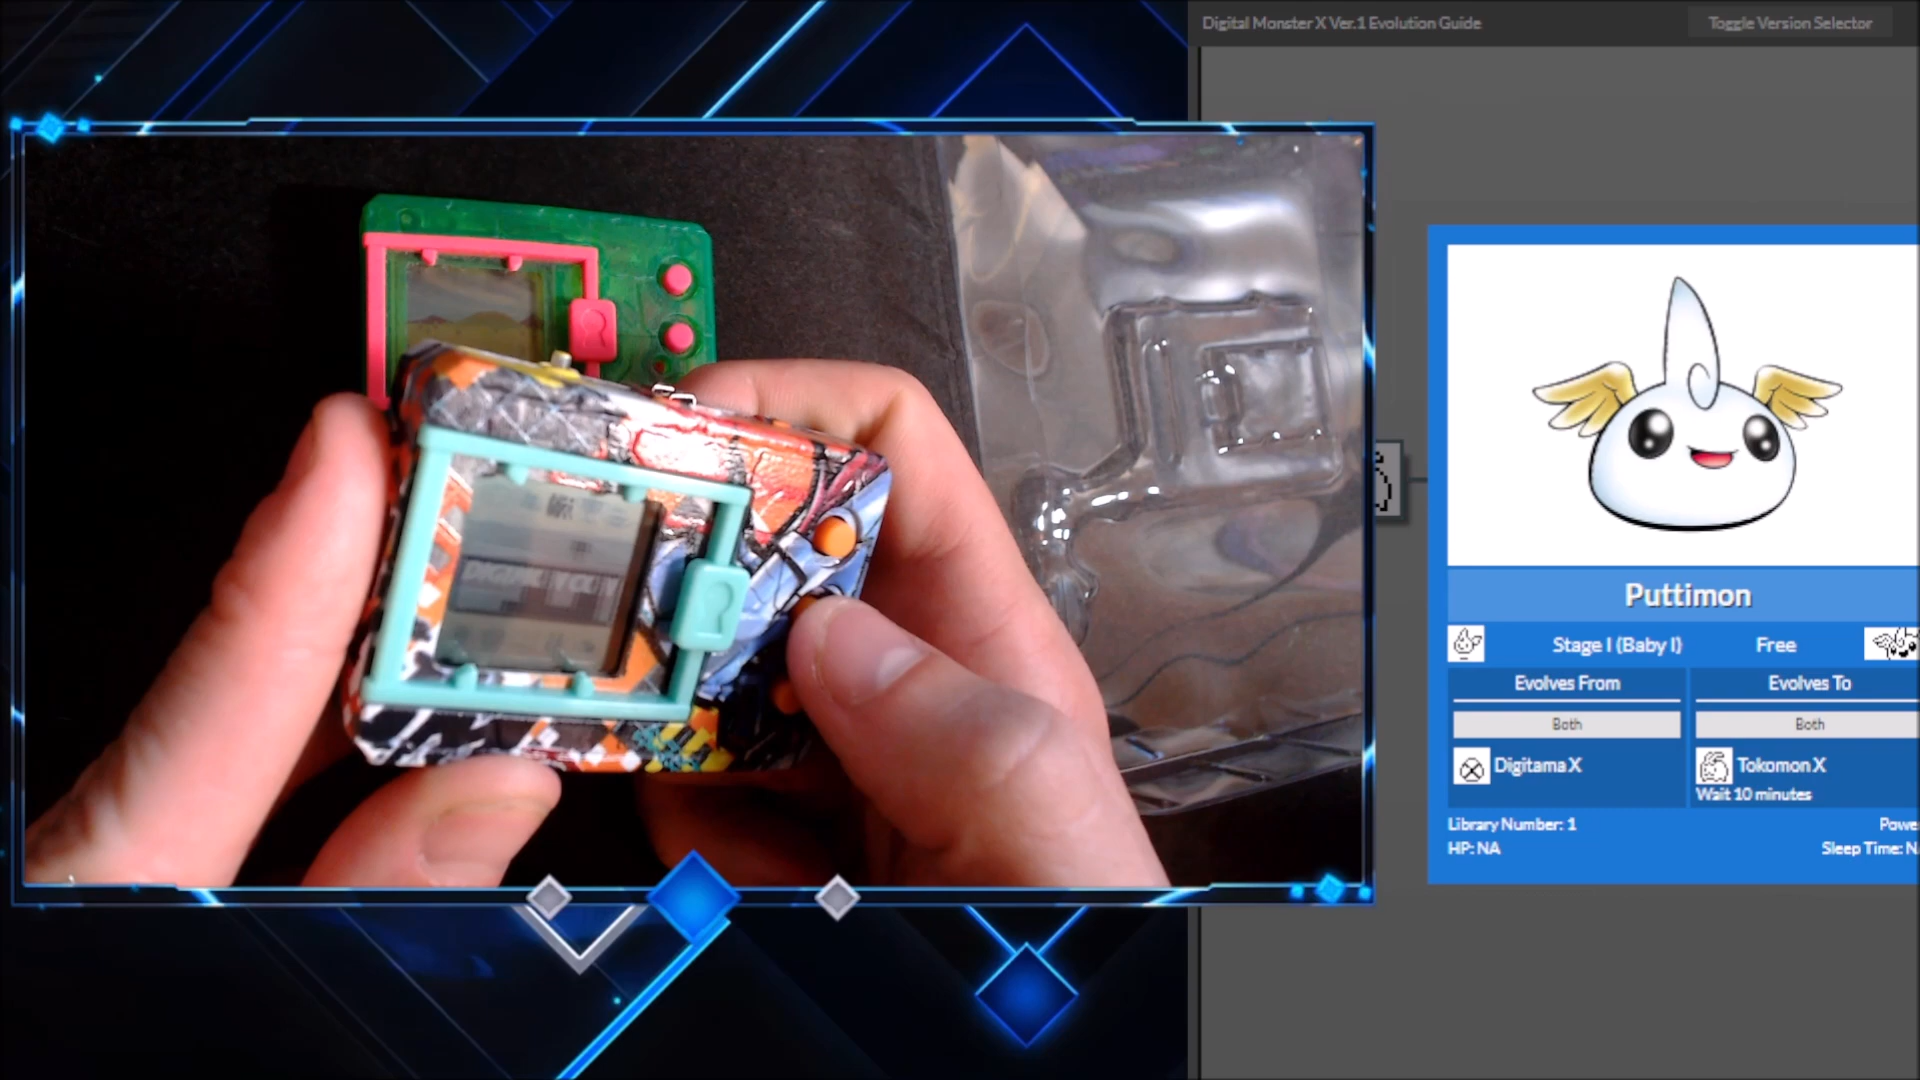 Digital Monster X Ver.1 Evolution Guide
Toggle Version Selector
Puttimon
Stage I (Baby I)
Free
Evolves From
Evolves To
Both
Both
Digitama X
Tokomon X
Wait 10 minutes
Library Number: 1
HP: NA
Sleep Time: